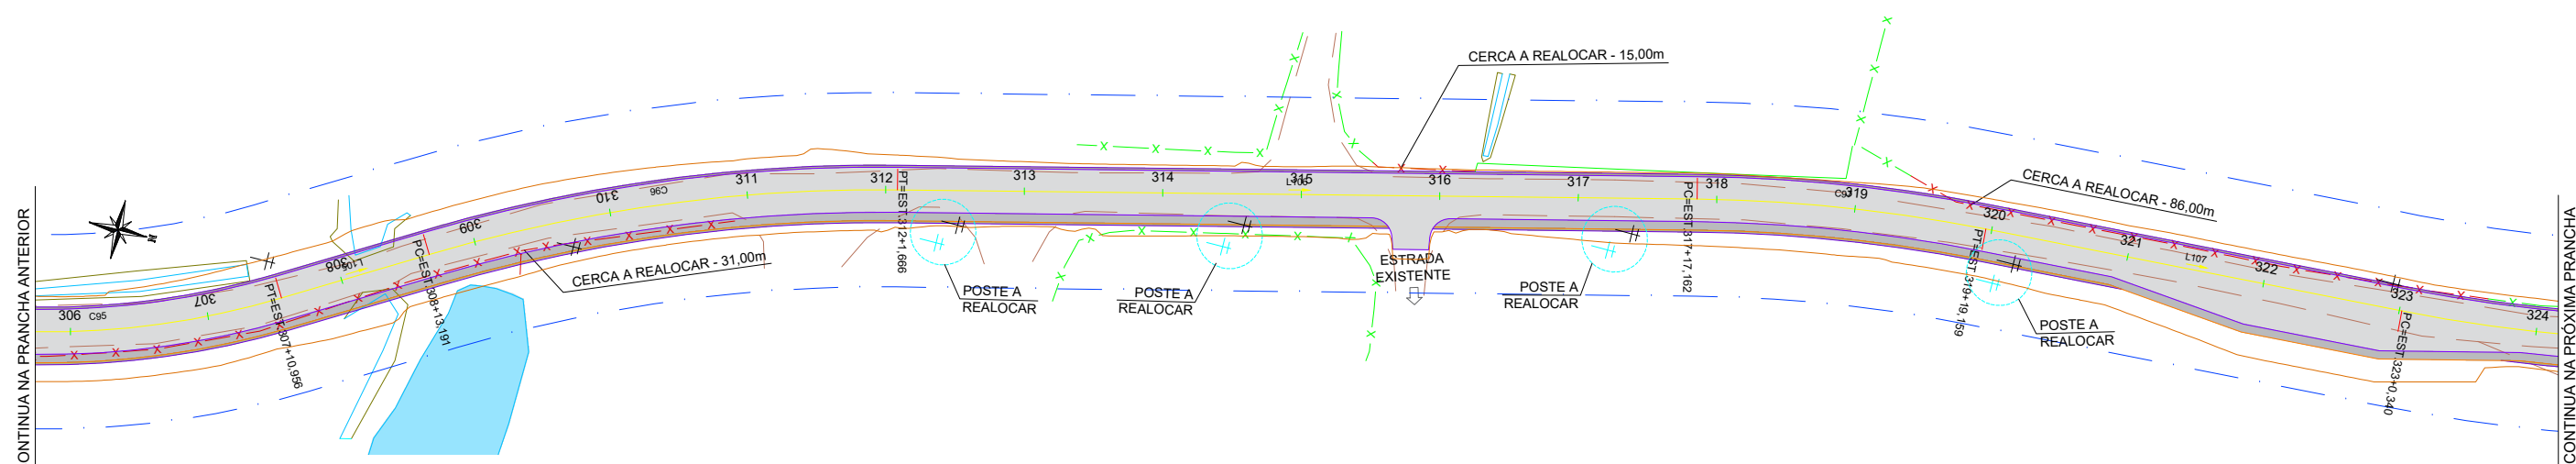 CONTINUA NA PRANCHA ANTERIOR
N
306
C95
307
PT=EST.307+10,956
308
L105
PC=EST.308+13,191
309
310
C96
311
312
PT=EST.312+1,666
313
314
315
316
317
PC=EST.317+17,162
318
319
320
PT=EST.319+19,159
321
L107
322
323
PC=EST.323+0,340
324
CERCA A REALOCAR - 31,00m
CERCA A REALOCAR - 15,00m
CERCA A REALOCAR - 86,00m
POSTE A
REALOCAR
POSTE A
REALOCAR
ESTRADA
EXISTENTE
POSTE A
REALOCAR
POSTE A
REALOCAR
CONTINUA NA PRÓXIMA PRANCHA